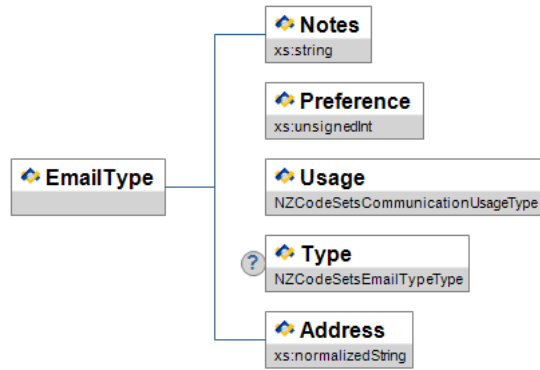 Notes
xs:string
Preference
xs:unsignedInt
EmailType
Usage
NZCodeSetsCommunicationUsageType
?
Type
NZCodeSetsEmailTypeType
Address
xs:normalizedString